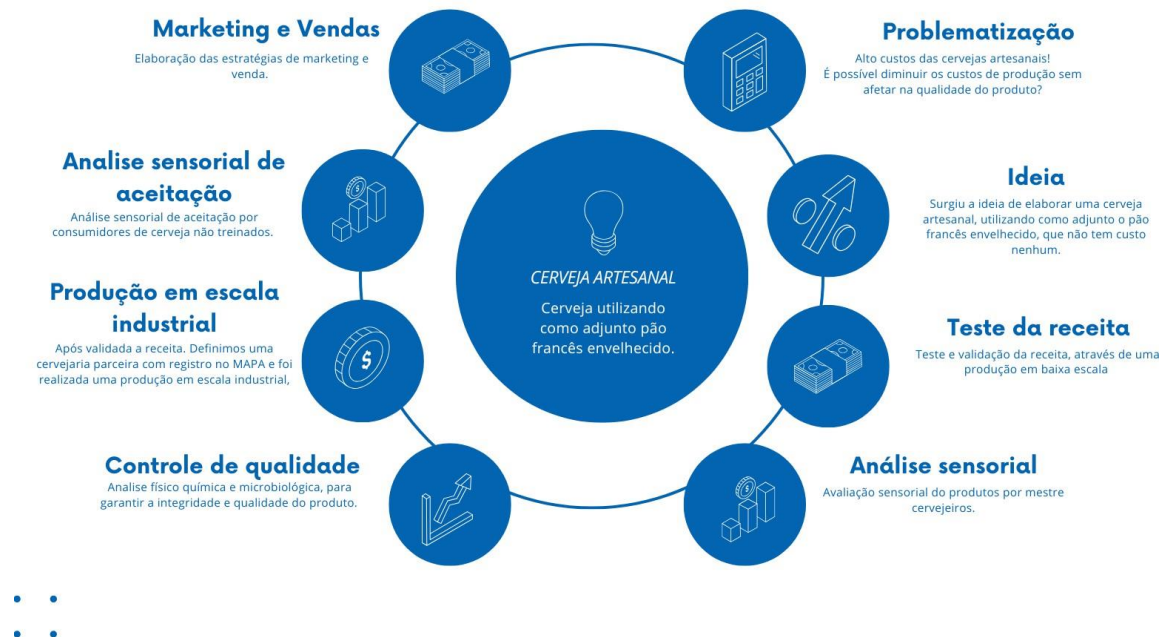 Marketing e Vendas
Elaboração das estratégias de marketing e
venda.
Problematização
Alto custos das cervejas artesanais!
É possível diminuir os custos de produção sem
afetar na qualidade do produto?
Analise sensorial de
aceitação
Análise sensorial de aceitação por
consumidores de cerveja não treinados.
Ideia
Surgiu a ideia de elaborar uma cerveja
artesanal, utilizando como adjunto o pão
francês envelhecido, que não tem custo
nenhum.
CERVEJA ARTESANAL
Cerveja utilizando
como adjunto pão
francês envelhecido.
Produção em escala
industrial
Após validada a receita. Definimos uma
cervejaria parceira com registro no MAPA e foi
realizada uma produção em escala industrial,
Teste da receita
Teste e validação da receita, através de uma
produção em baixa escala
Controle de qualidade
Analise físico química e microbiológica, para
garantir a integridade e qualidade do produto.
Análise sensorial
Avaliação sensorial do produtos por mestre
cervejeiros.